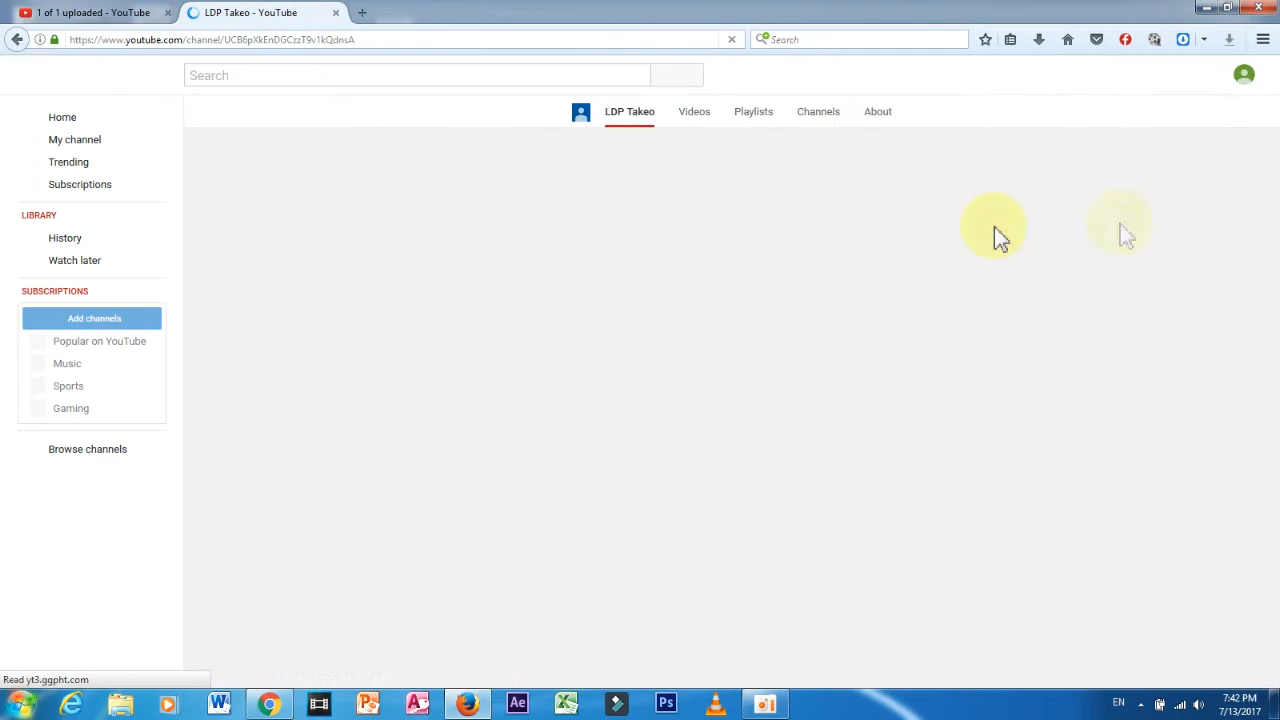 1 of 1 uploaded - YouTube
LDP Takeo - YouTube
https://www.youtube.com/channel/UCB6pXkEnDGCzzT9v1kQdnsA
Search
Search
LDP Takeo
Videos
Playlists
Channels
About
Home
My channel
Trending
Subscriptions
LIBRARY
History
Watch later
SUBSCRIPTIONS
Add channels
Popular on YouTube
Music
Sports
Gaming
Browse channels
Read yt3.ggpht.com
Ae
Ps
EN
7:42 PM
7/13/2017